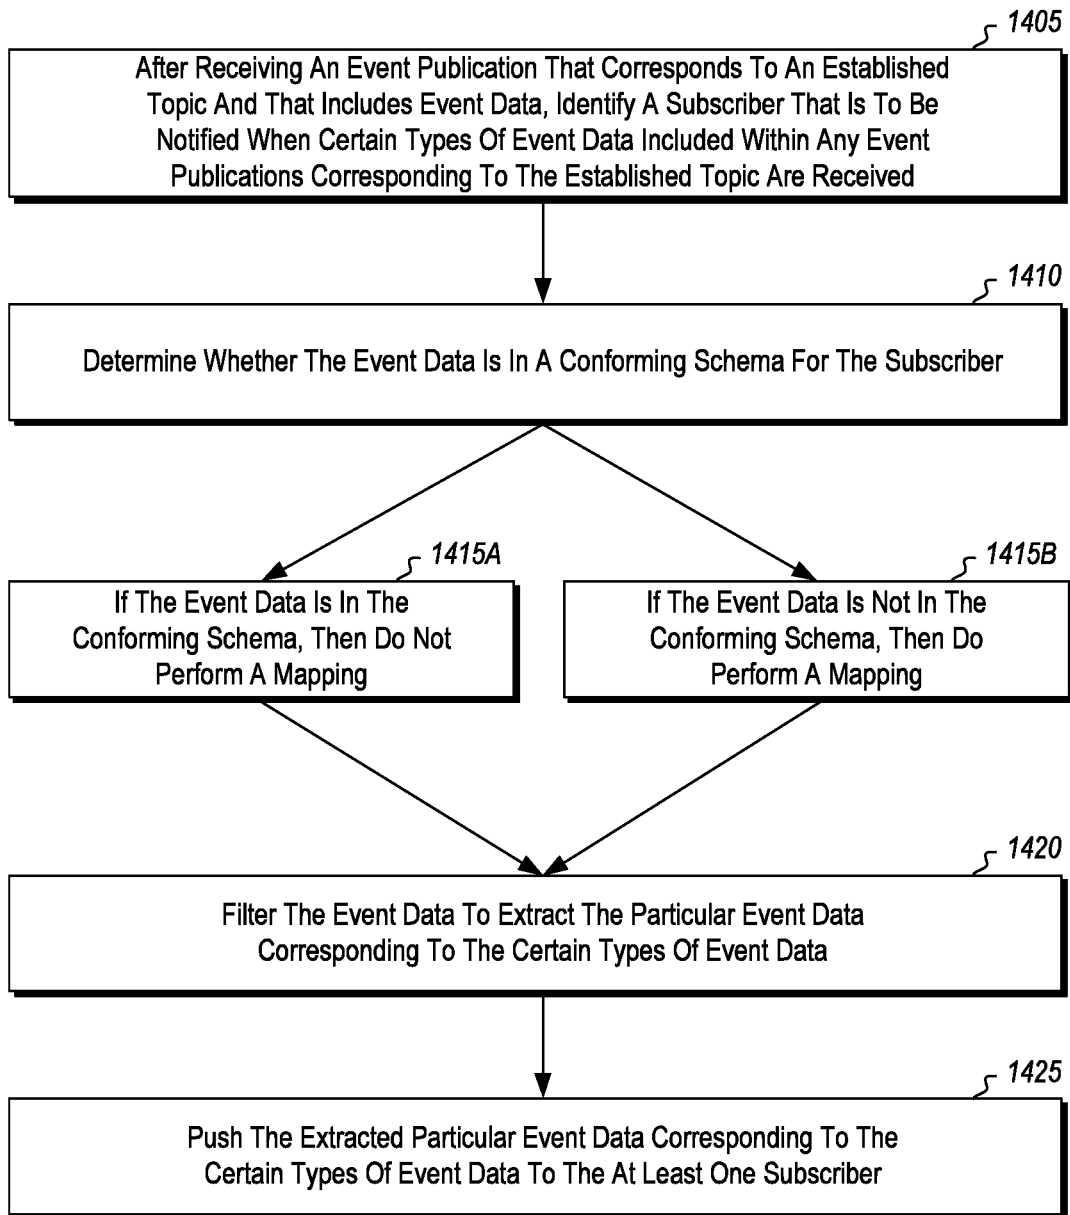 1405
After Receiving An Event Publication That Corresponds To An Established
Topic And That Includes Event Data, Identify A Subscriber That Is To Be
Notified When Certain Types Of Event Data Included Within Any Event
Publications Corresponding To The Established Topic Are Received
1410
Determine Whether The Event Data Is In A Conforming Schema For The Subscriber
1415A
If The Event Data Is In The
Conforming Schema, Then Do Not
Perform A Mapping
1415B
If The Event Data Is Not In The
Conforming Schema, Then Do
Perform A Mapping
1420
Filter The Event Data To Extract The Particular Event Data
Corresponding To The Certain Types Of Event Data
1425
Push The Extracted Particular Event Data Corresponding To The
Certain Types Of Event Data To The At Least One Subscriber